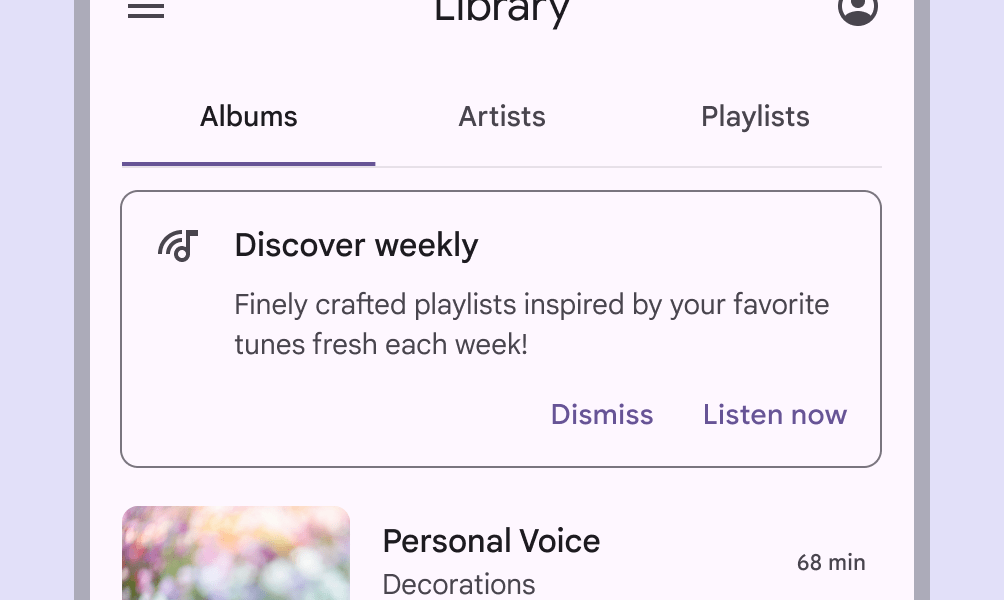 Library
Albums
Artists
Playlists
Discover weekly
Finely crafted playlists inspired by your favorite
tunes fresh each week!
Dismiss
Listen now
Personal Voice
68 min
Decorations